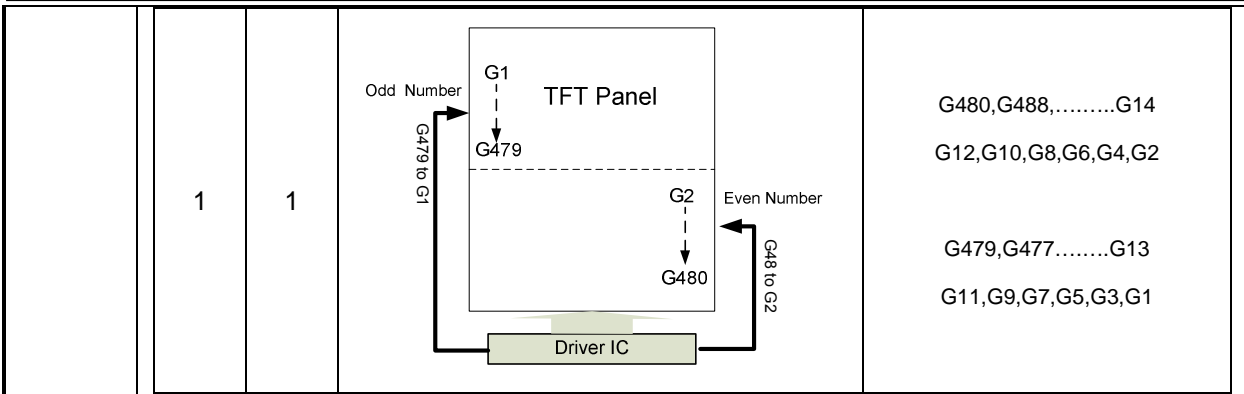 1
1
Odd Number
G479 to G1
G1
G479
TFT Panel
G2
G480
Even Number
G48 to G2
Driver IC
G480,G488,……...G14
G12,G10,G8,G6,G4,G2
G479,G477…..….G13
G11,G9,G7,G5,G3,G1